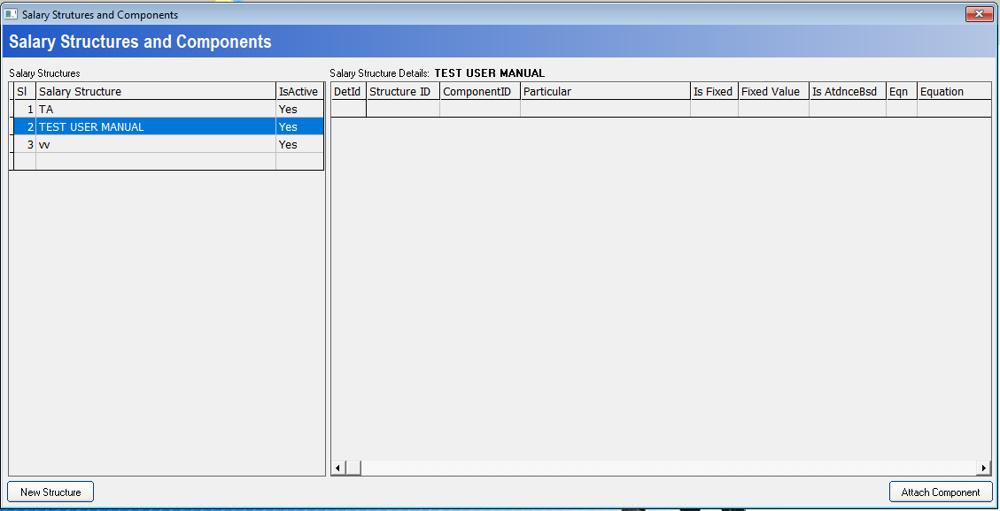 Salary Strutures and Components
Salary Structures and Components
Salary Structures
Sl Salary Structure IsActive
1 TA Yes
2 TEST USER MANUAL Yes
3 vv Yes
New Structure
Salary Structure Details: TEST USER MANUAL
DetId Structure ID ComponentID Particular Is Fixed Fixed Value Is AtdnceBsd Eqn Equation
Attach Component